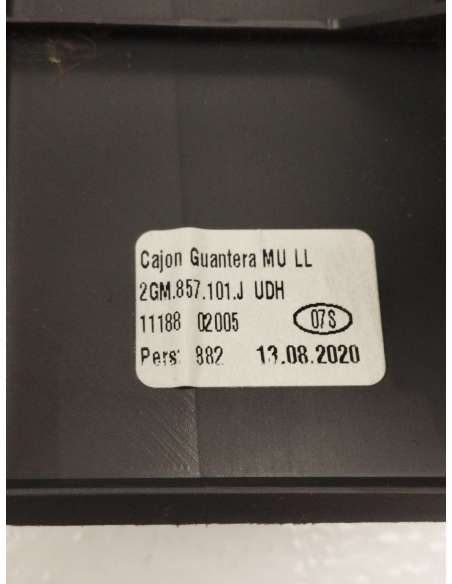 Cajon Guantera MU LL
2GM.857.101.J UDH
11188 02005 07S
Pers: 882 13.08.2020